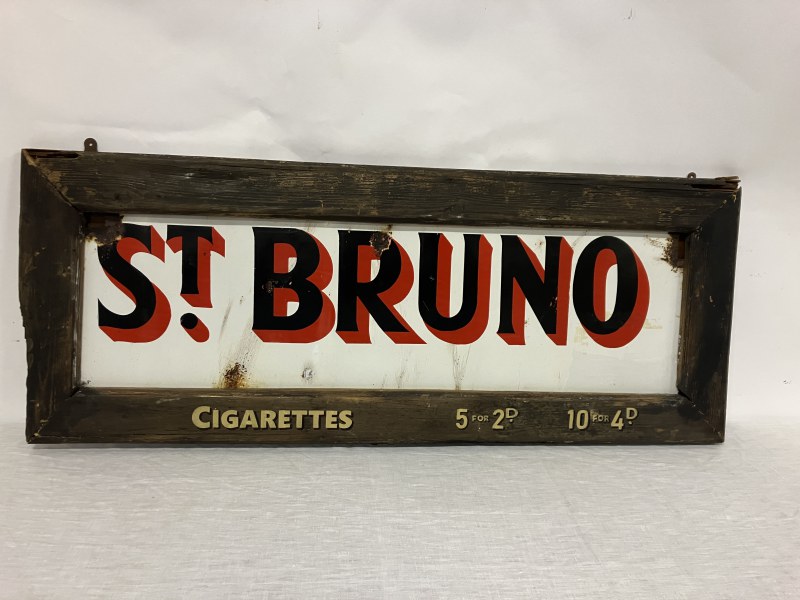 ST. BRUNO
CIGARETTES 5 FOR 2D. 10 FOR 4D.